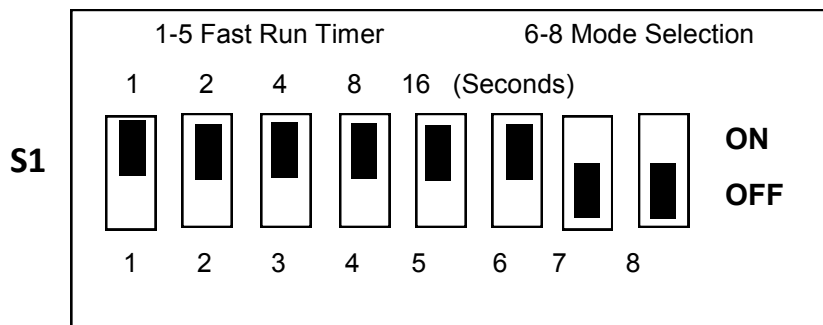 1-5 Fast Run Timer 6-8 Mode Selection
1 2 4 8 16 (Seconds)
S1
ON
OFF
1 2 3 4 5 6 7 8